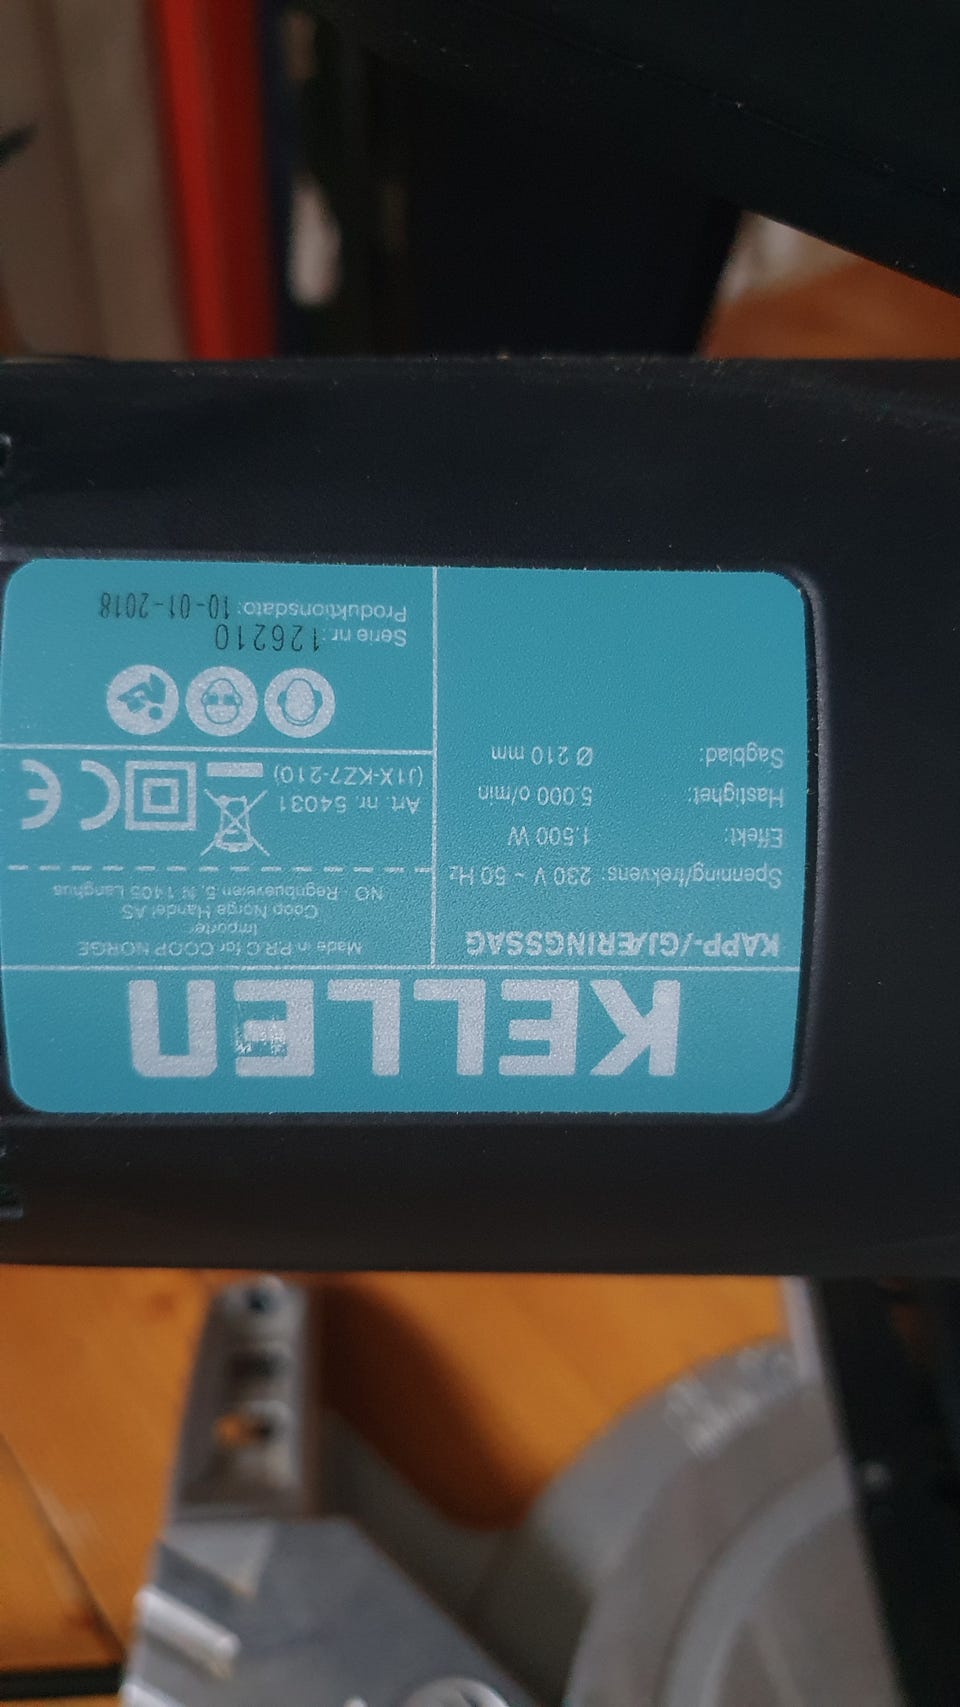 KELLEN
KAPP-/GJÆRINGSSAG
Spenning/frekvens: 230 V ~ 50 Hz
Effekt: 1.500 W
Hastighet: 5.000 o/min
Sagblad: Ø 210 mm
Made in P.R.C for COOP NORGE
Importer:
Coop Norge Handel AS
NO - Regnbueveien 5, N 1405 Langhus
Art. nr. 54031
(J1X-KZ7-210)
CE
Serie nr.: 126210
Produktionsdato: 10-01-2018